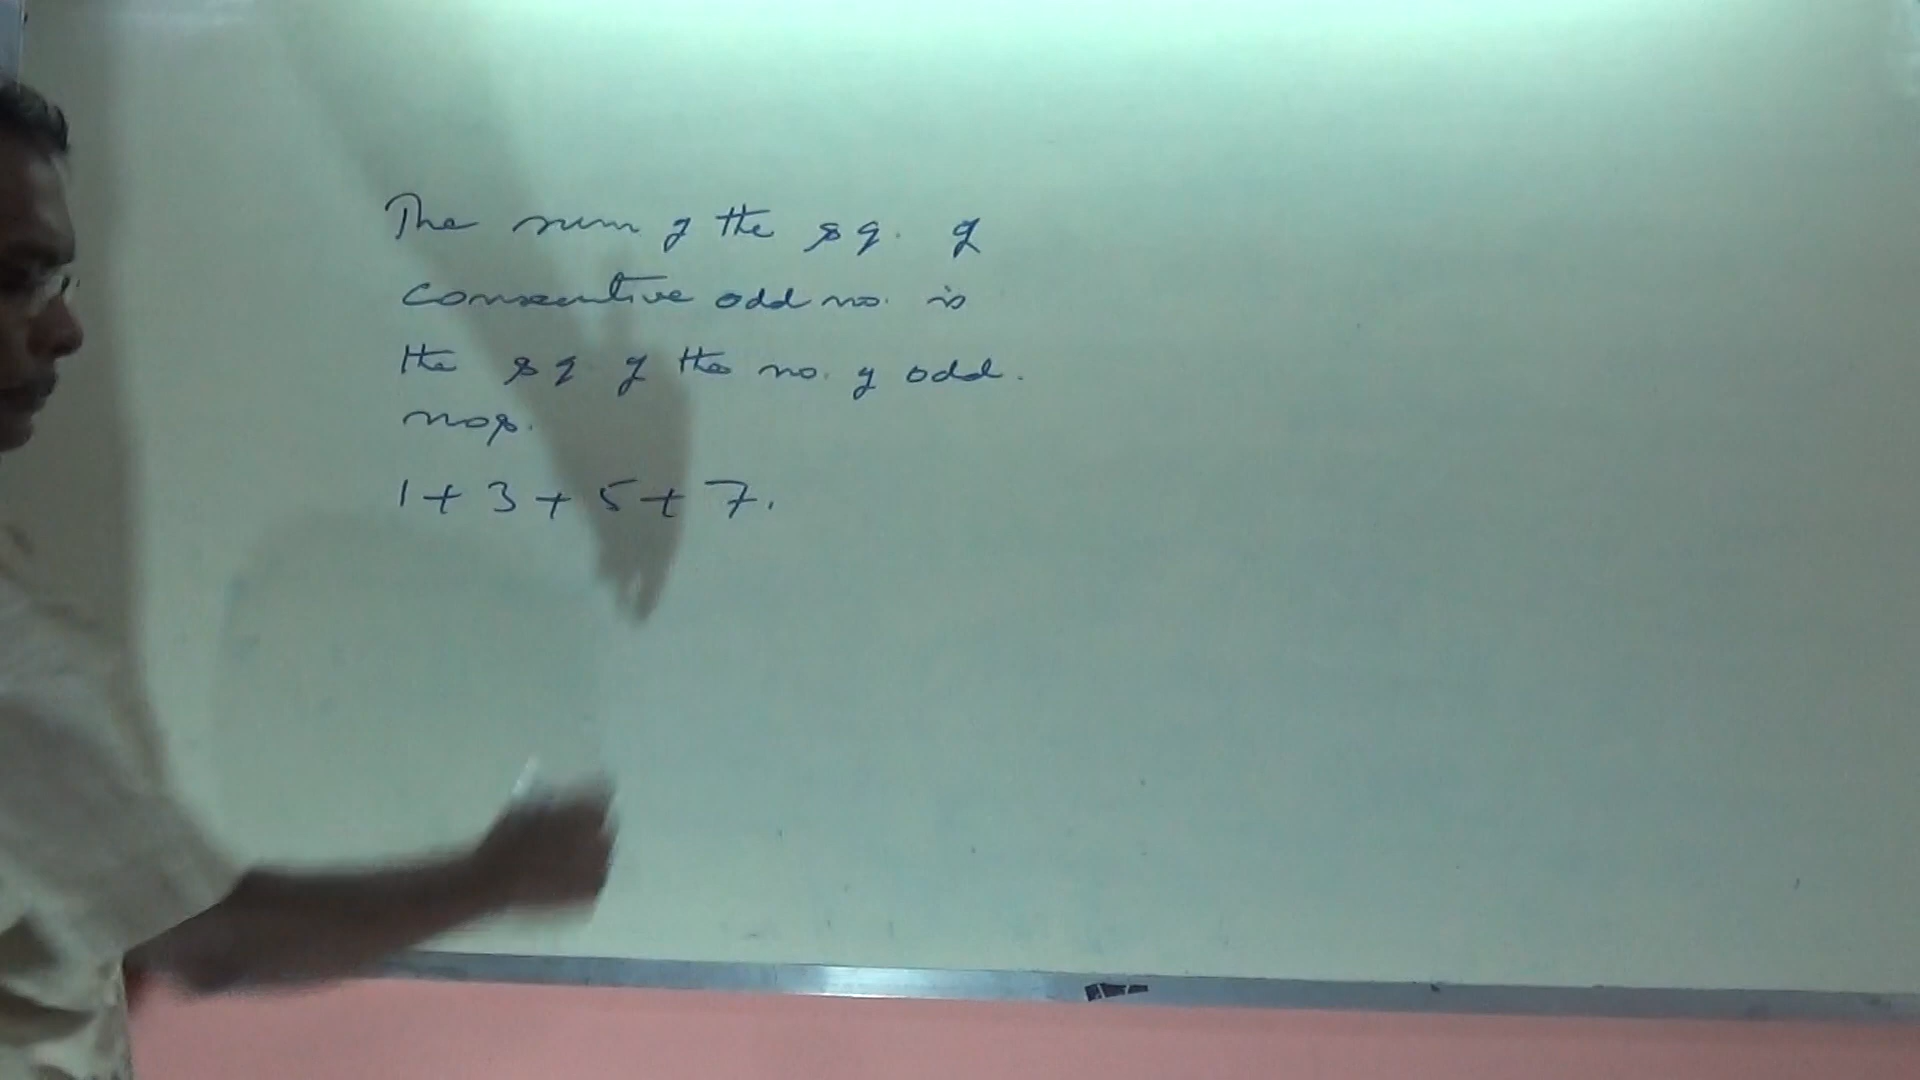 The sum of the sq. of
consecutive odd no. is
the sq. of the no. of odd.
nos.
1 + 3 + 5 + 7.